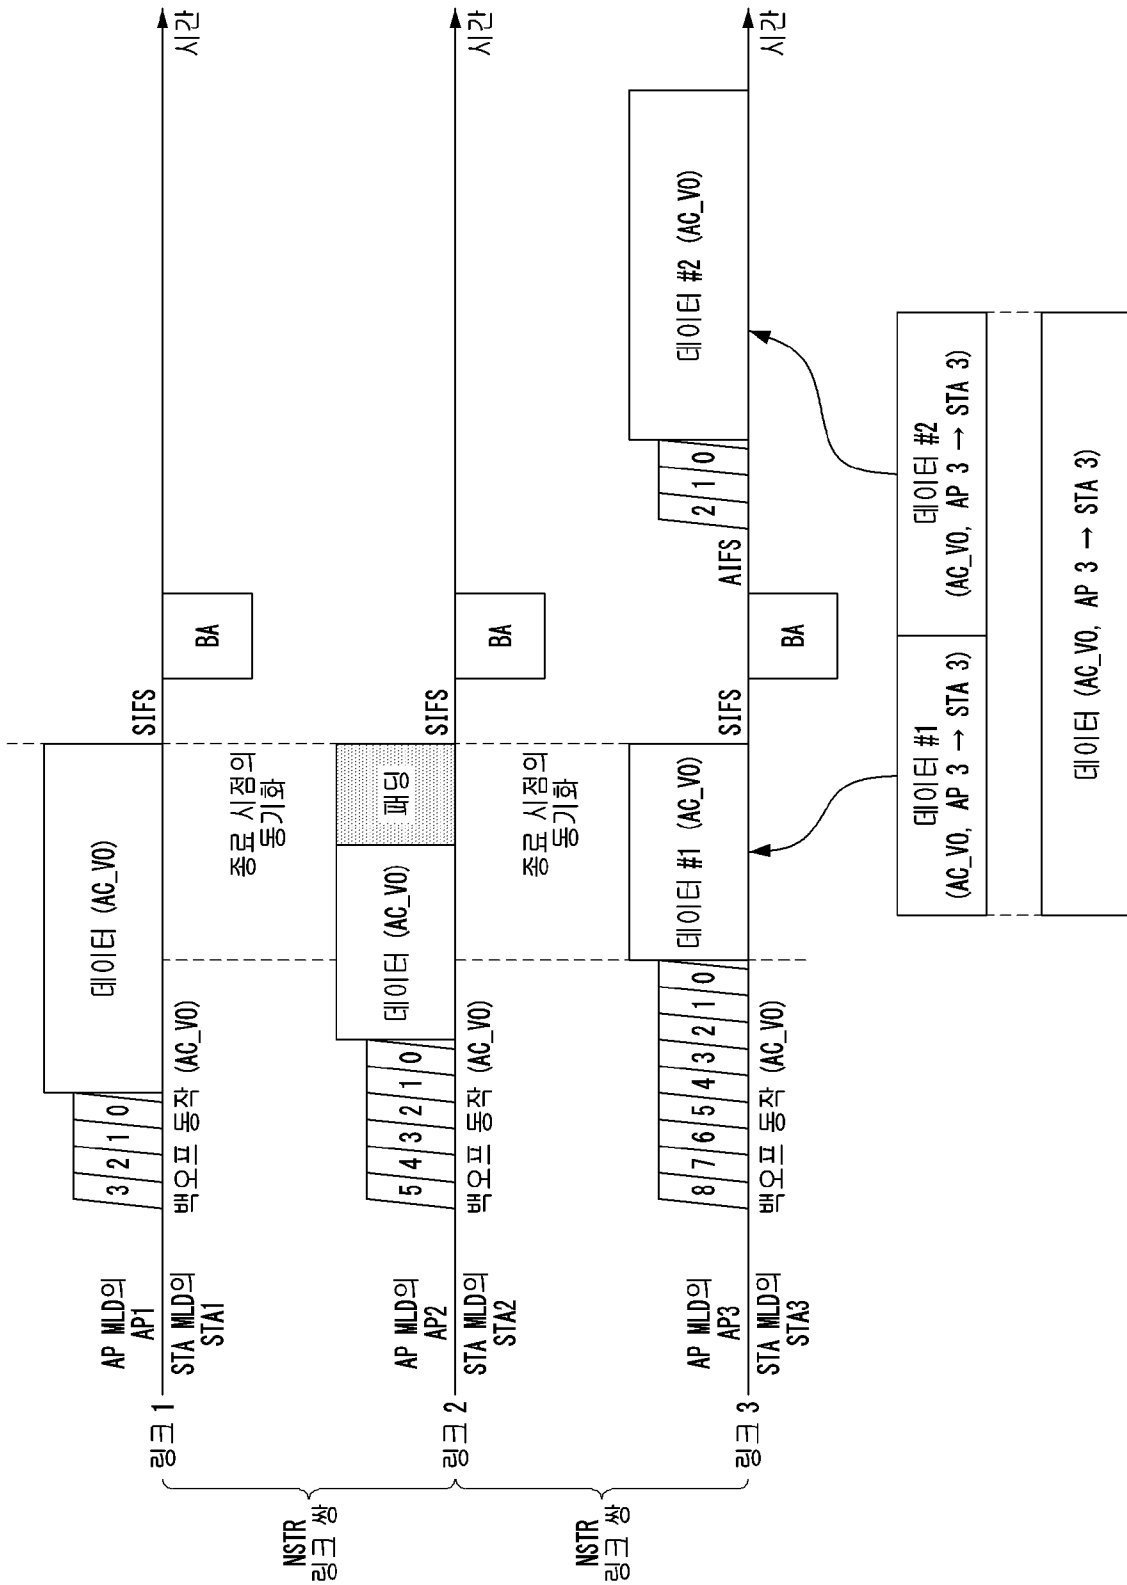 NSTR
링크 쌍
NSTR
링크 쌍
링크 1
AP MLD의
AP1
STA MLD의
STA1
3 2 1 0
백오프 동작 (AC_VO)
데이터 (AC_VO)
SIFS
BA
시간
종료 시점의
동기화
링크 2
AP MLD의
AP2
STA MLD의
STA2
5 4 3 2 1 0
백오프 동작 (AC_VO)
데이터 (AC_VO)
패딩
SIFS
BA
시간
종료 시점의
동기화
링크 3
AP MLD의
AP3
STA MLD의
STA3
8 7 6 5 4 3 2 1 0
백오프 동작 (AC_VO)
데이터 #1 (AC_VO)
SIFS
BA
AIFS
2 1 0
데이터 #2 (AC_VO)
시간
데이터 #1
(AC_VO, AP 3 → STA 3)
데이터 #2
(AC_VO, AP 3 → STA 3)
데이터 (AC_VO, AP 3 → STA 3)